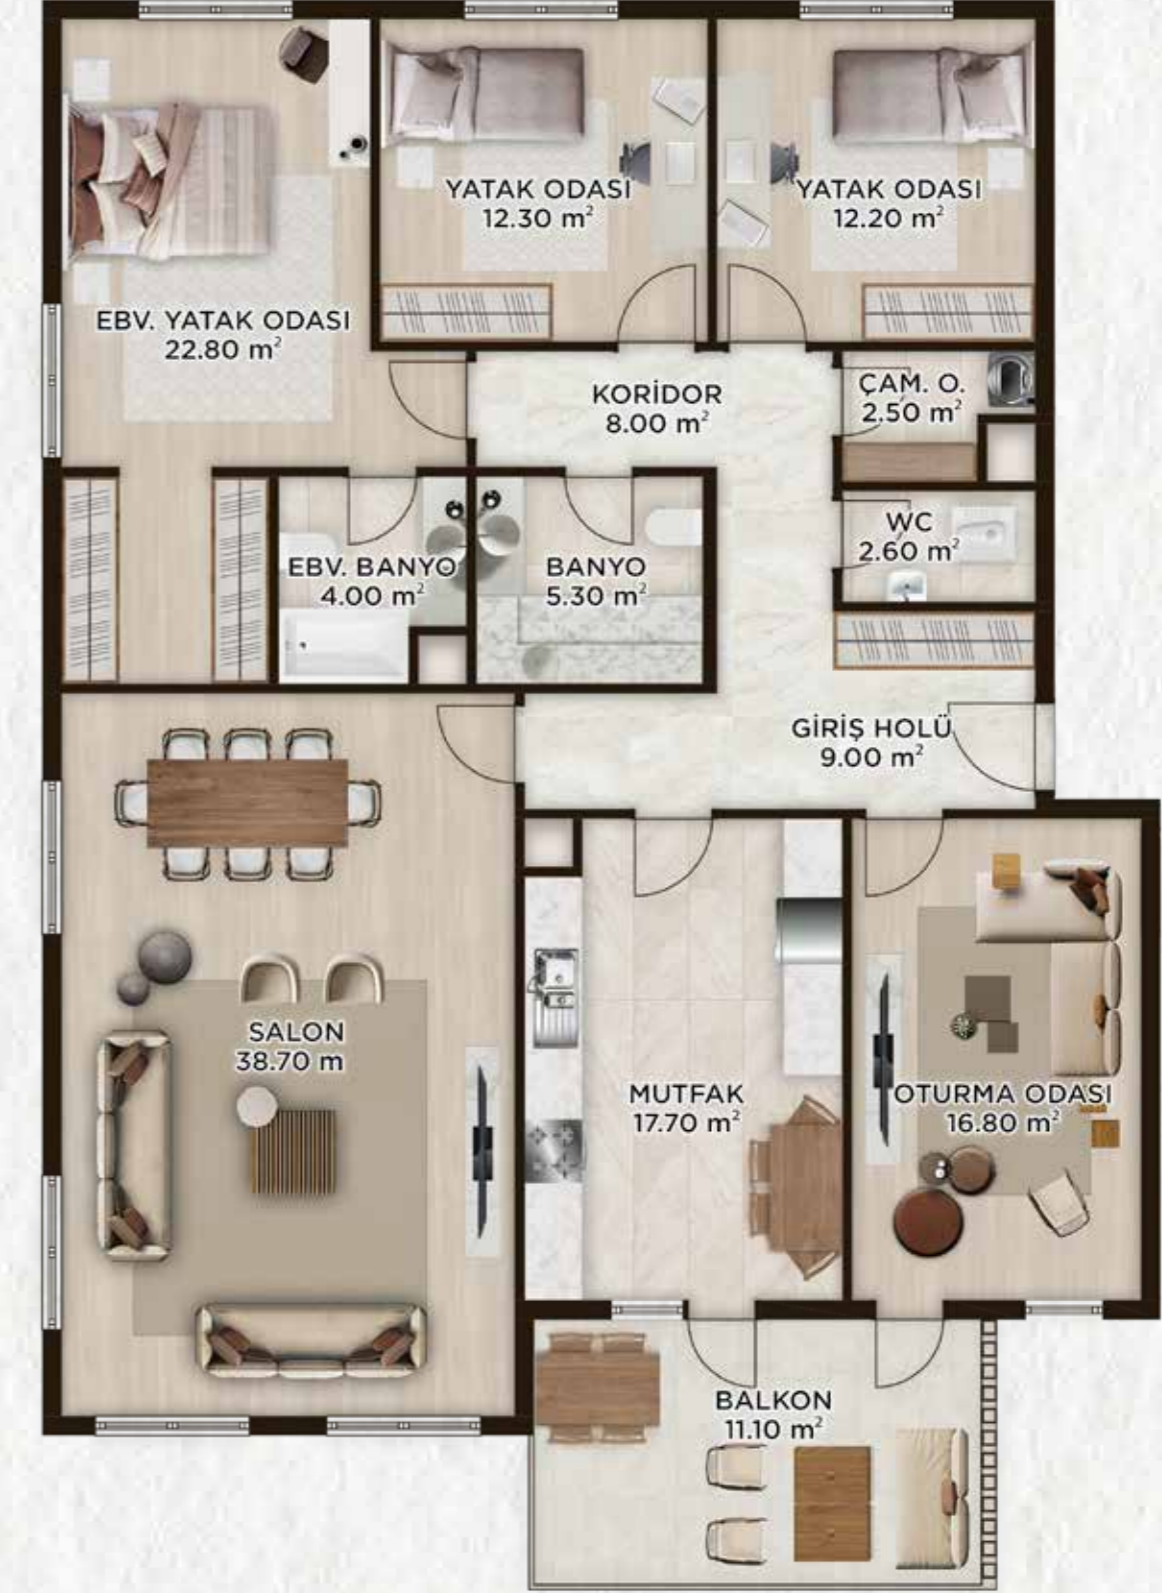 YATAK ODASI
12.30 m²
YATAK ODASI
12.20 m²
EBV. YATAK ODASI
22.80 m²
KORİDOR
8.00 m²
ÇAM. O.
2.50 m²
WC
2.60 m²
EBV. BANYO
4.00 m²
BANYO
5.30 m²
GİRİŞ HOLÜ
9.00 m²
SALON
38.70 m
MUTFAK
17.70 m²
OTURMA ODASI
16.80 m²
BALKON
11.10 m²